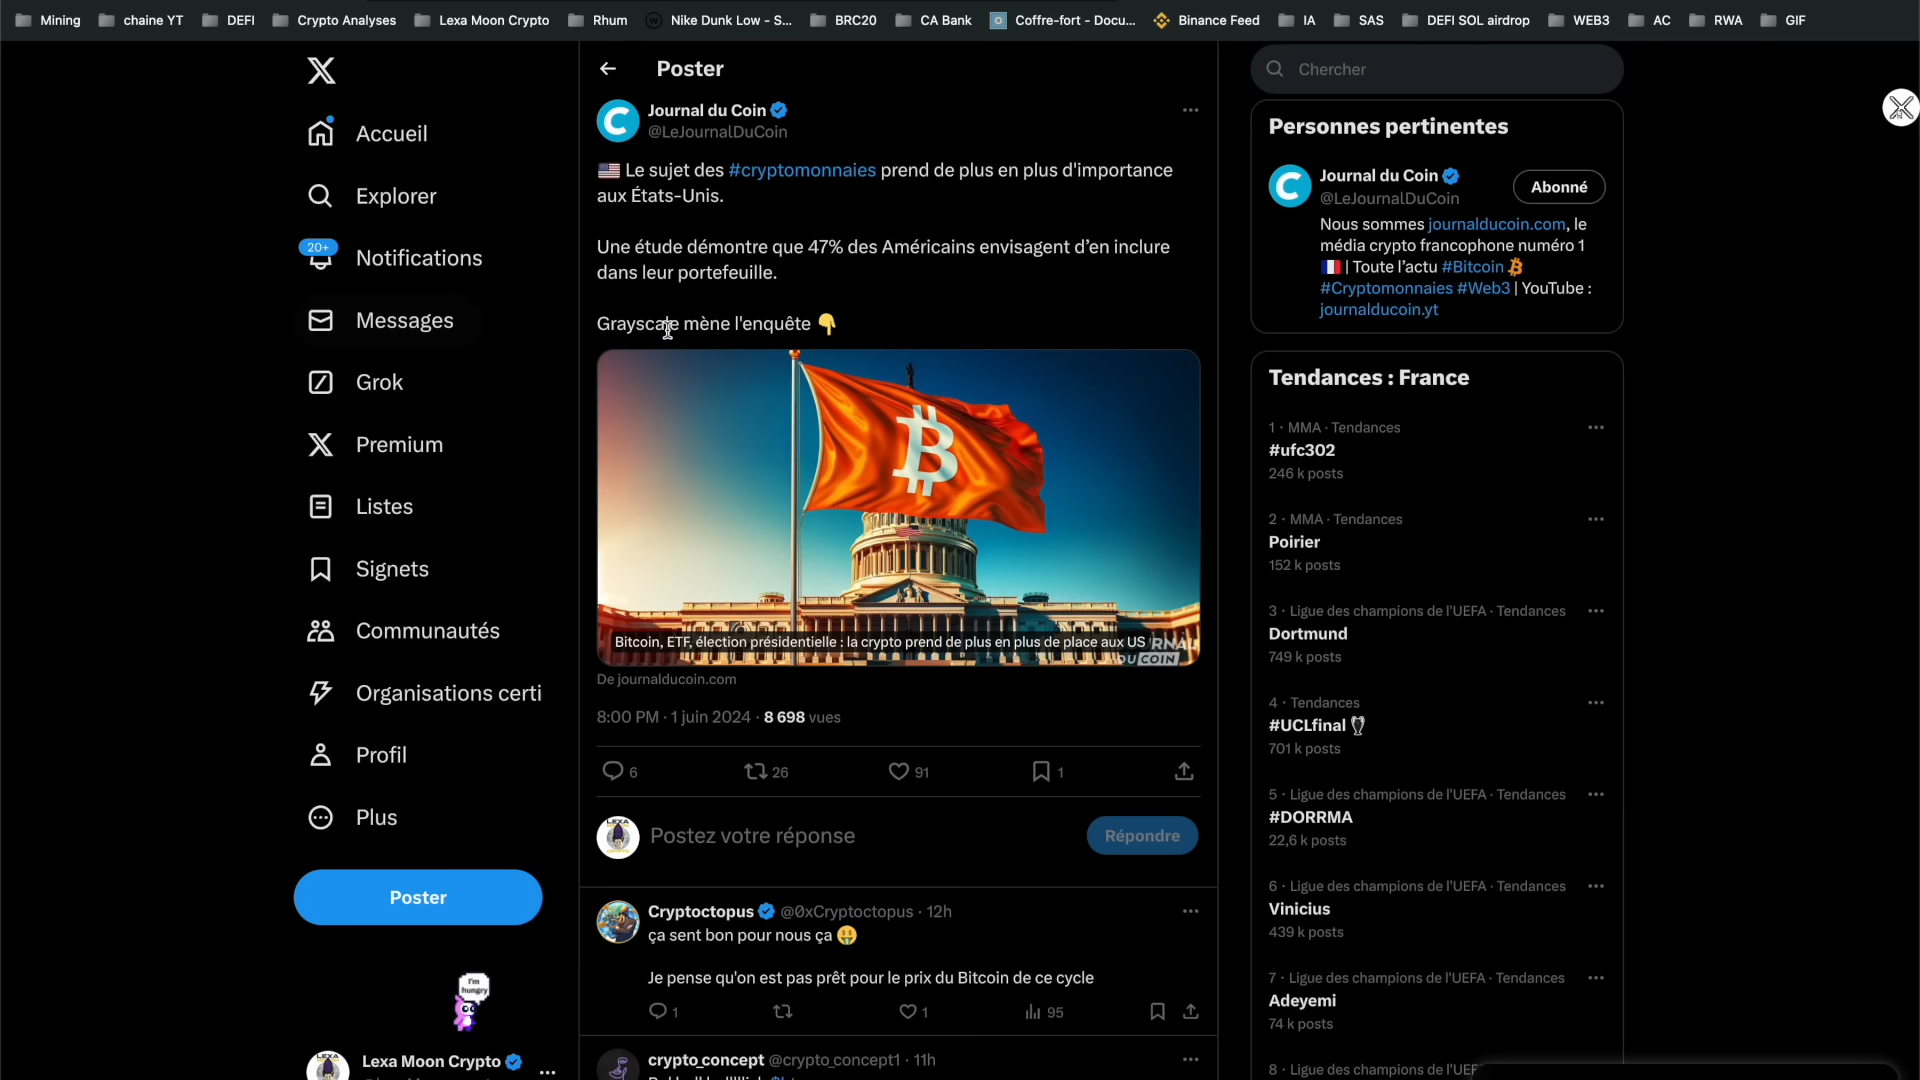 Mining
chaine YT
DEFI
Crypto Analyses
Lexa Moon Crypto
Rhum
Nike Dunk Low - S...
BRC20
CA Bank
Coffre-fort - Docu...
Binance Feed
IA
SAS
DEFI SOL airdrop
WEB3
AC
RWA
GIF
Accueil
Explorer
20+
Notifications
Messages
Grok
Premium
Listes
Signets
Communautés
Organisations certi
Profil
Plus
Poster
I'm
hungry
Lexa Moon Crypto
Poster
Journal du Coin
@LeJournalDuCoin
Le sujet des #cryptomonnaies prend de plus en plus d'importance
aux États-Unis.
Une étude démontre que 47% des Américains envisagent d’en inclure
dans leur portefeuille.
Grayscale mène l'enquête
Bitcoin, ETF, élection présidentielle : la crypto prend de plus en plus de place aux US
DU COIN
De journalducoin.com
8:00 PM · 1 juin 2024 · 8 698 vues
6
26
91
1
Postez votre réponse
Répondre
Cryptoctopus @0xCryptoctopus · 12h
ça sent bon pour nous ça
Je pense qu'on est pas prêt pour le prix du Bitcoin de ce cycle
1
1
95
crypto_concept @crypto_concept1 · 11h
Chercher
Personnes pertinentes
Journal du Coin
@LeJournalDuCoin
Abonné
Nous sommes journalducoin.com, le
média crypto francophone numéro 1
| Toute l’actu #Bitcoin
#Cryptomonnaies #Web3 | YouTube :
journalducoin.yt
Tendances : France
1 · MMA · Tendances
#ufc302
246 k posts
2 · MMA · Tendances
Poirier
152 k posts
3 · Ligue des champions de l'UEFA · Tendances
Dortmund
749 k posts
4 · Tendances
#UCLfinal
701 k posts
5 · Ligue des champions de l'UEFA · Tendances
#DORRMA
22,6 k posts
6 · Ligue des champions de l'UEFA · Tendances
Vinicius
439 k posts
7 · Ligue des champions de l'UEFA · Tendances
Adeyemi
74 k posts
8 · Ligue des champions de l'UEF